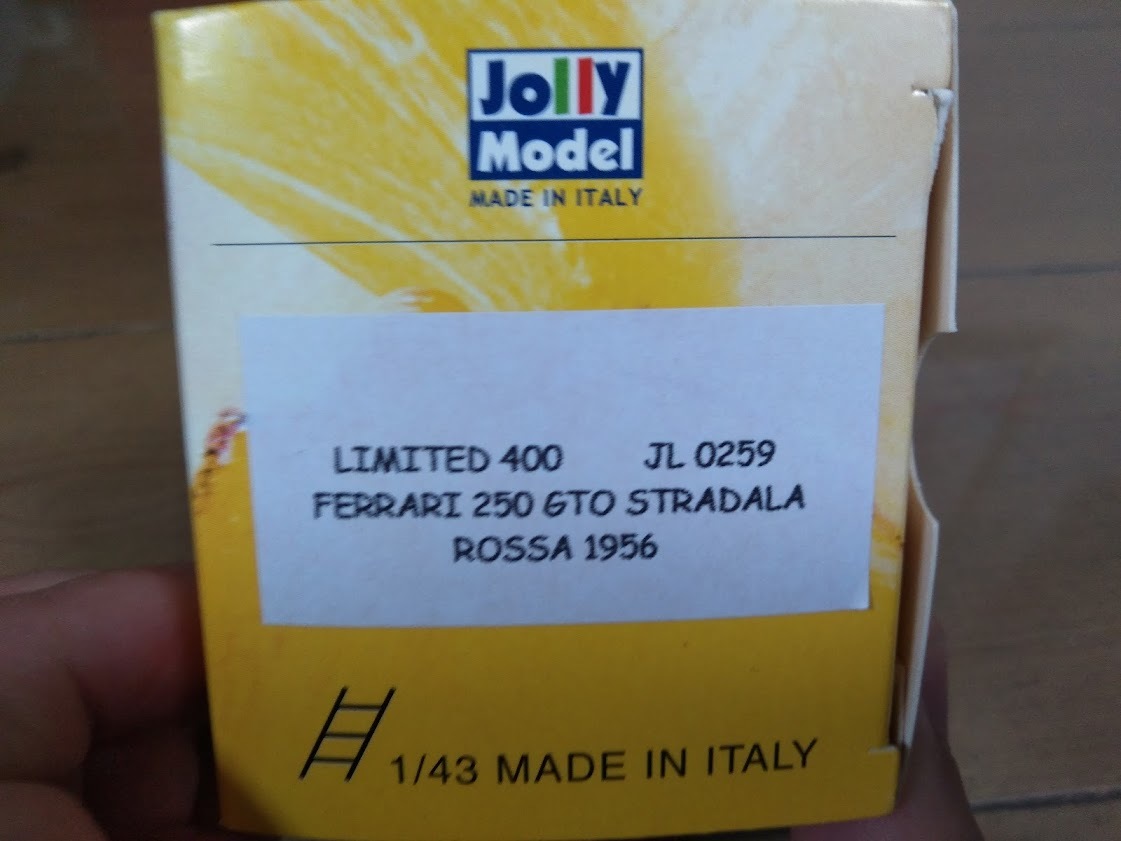 Jolly
Model
MADE IN ITALY
LIMITED 400 JL 0259
FERRARI 250 GTO STRADALA
ROSSA 1956
1/43 MADE IN ITALY